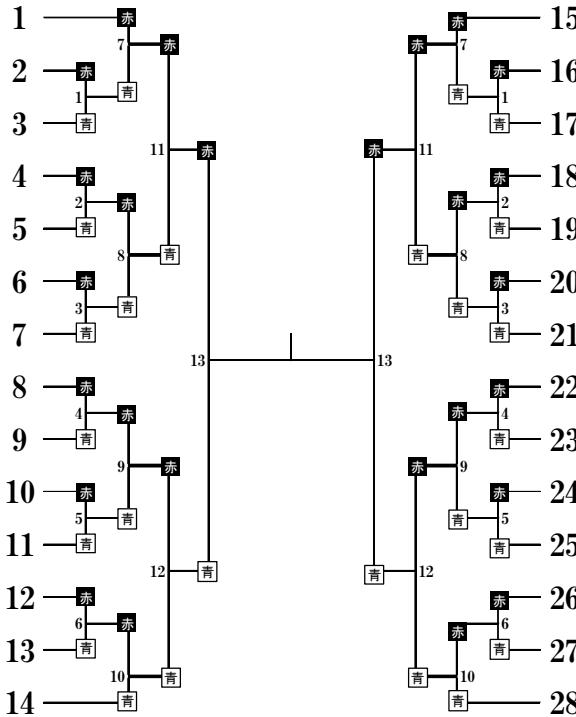 1 赤 赤 15
7 赤 赤 7
2 赤 赤 16
1 青 青 1
3 青 青 17
11 赤 赤 11
4 赤 赤 18
2 赤 赤 2
5 青 青 19
8 青 青 8
6 赤 赤 20
3 青 青 3
7 青 青 21
13 13
8 赤 赤 22
4 赤 赤 4
9 青 青 23
9 赤 赤 9
10 赤 赤 24
5 青 青 5
11 青 青 25
12 青 青 12
12 赤 赤 26
6 赤 赤 6
13 青 青 27
10 青 青 10
14 青 青 28